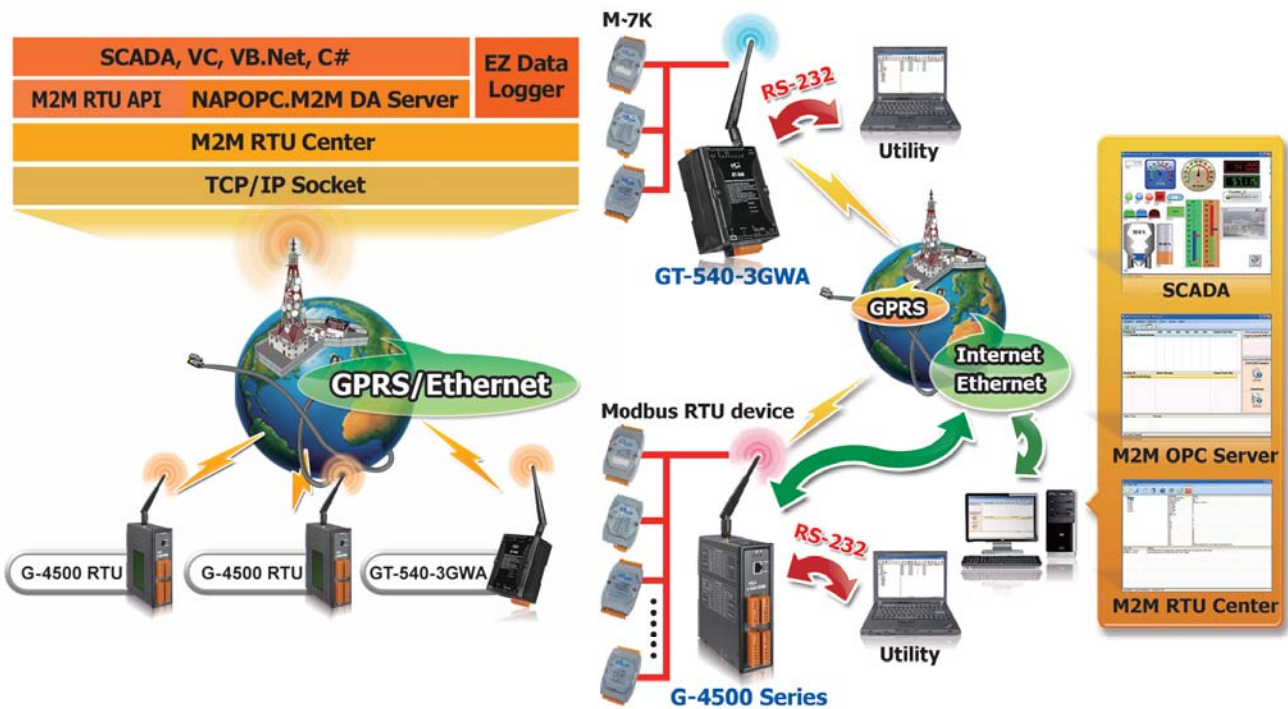 SCADA, VC, VB.Net, C#
EZ Data
Logger
M2M RTU API
NAPOPC.M2M DA Server
M2M RTU Center
TCP/IP Socket
GPRS/Ethernet
G-4500 RTU
G-4500 RTU
GT-540-3GWA
M-7K
RS-232
Utility
GT-540-3GWA
GPRS
Internet
Ethernet
Modbus RTU device
RS-232
Utility
G-4500 Series
SCADA
M2M OPC Server
M2M RTU Center